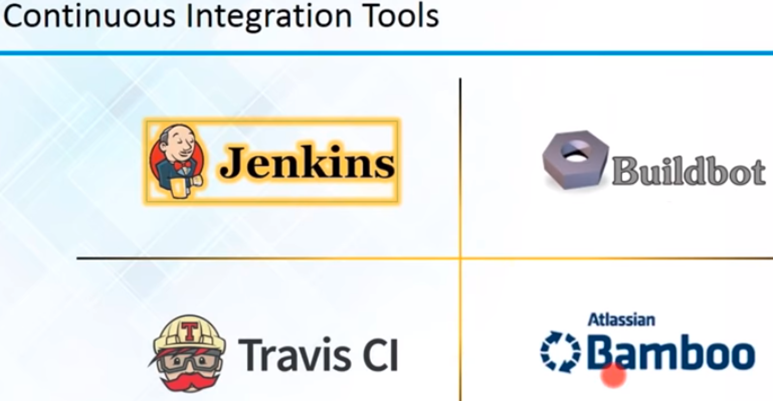 Continuous Integration Tools
Jenkins
Buildbot
T
Travis CI
Atlassian
Bamboo